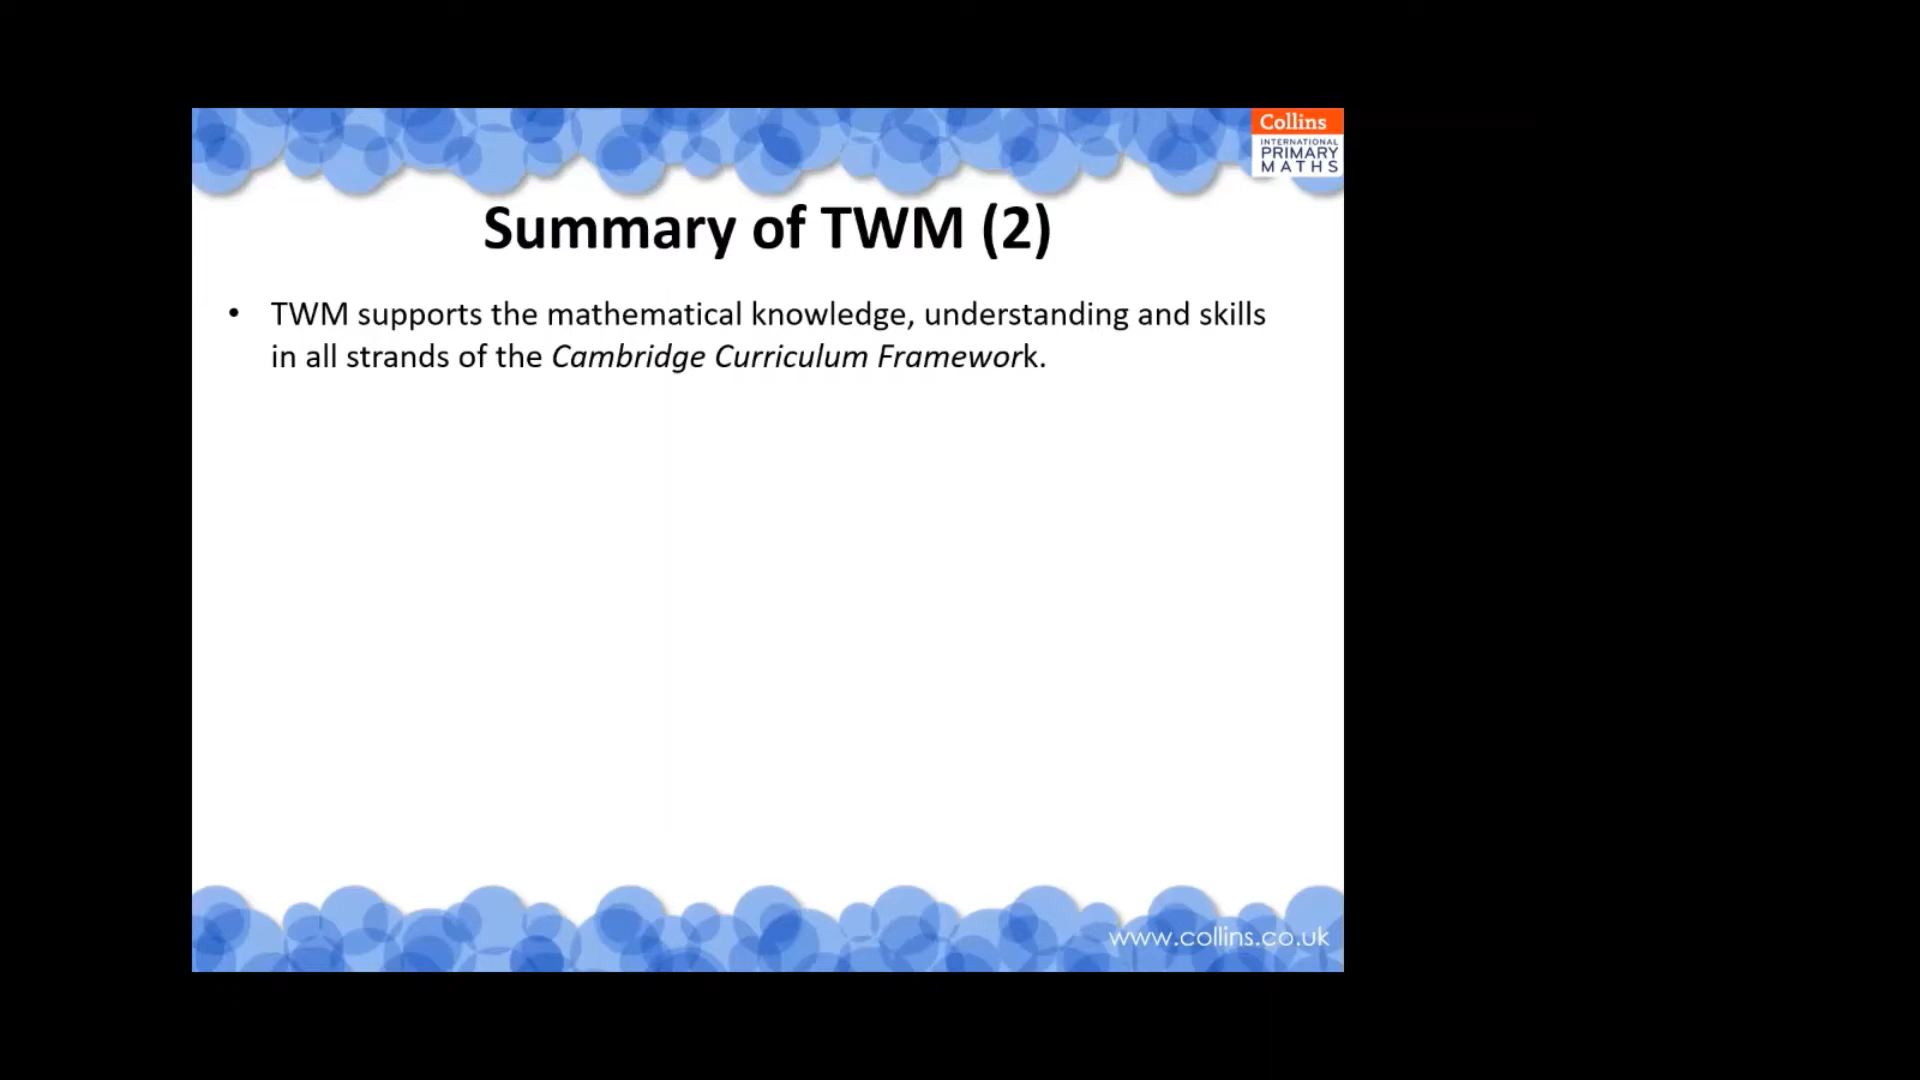 Collins
INTERNATIONAL
PRIMARY
MATHS
Summary of TWM (2)
• TWM supports the mathematical knowledge, understanding and skills
in all strands of the Cambridge Curriculum Framework.
www.collins.co.uk